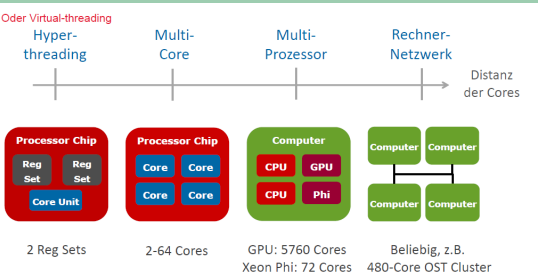 Oder Virtual-threading
Hyper-
threading
Multi-
Core
Multi-
Prozessor
Rechner-
Netzwerk
Distanz
der Cores
Processor Chip
Reg
Set
Reg
Set
Core Unit
Processor Chip
Core
Core
Core
Core
Computer
CPU
GPU
CPU
Phi
Computer
Computer
Computer
Computer
2 Reg Sets
2-64 Cores
GPU: 5760 Cores
Xeon Phi: 72 Cores
Beliebig, z.B.
480-Core OST Cluster